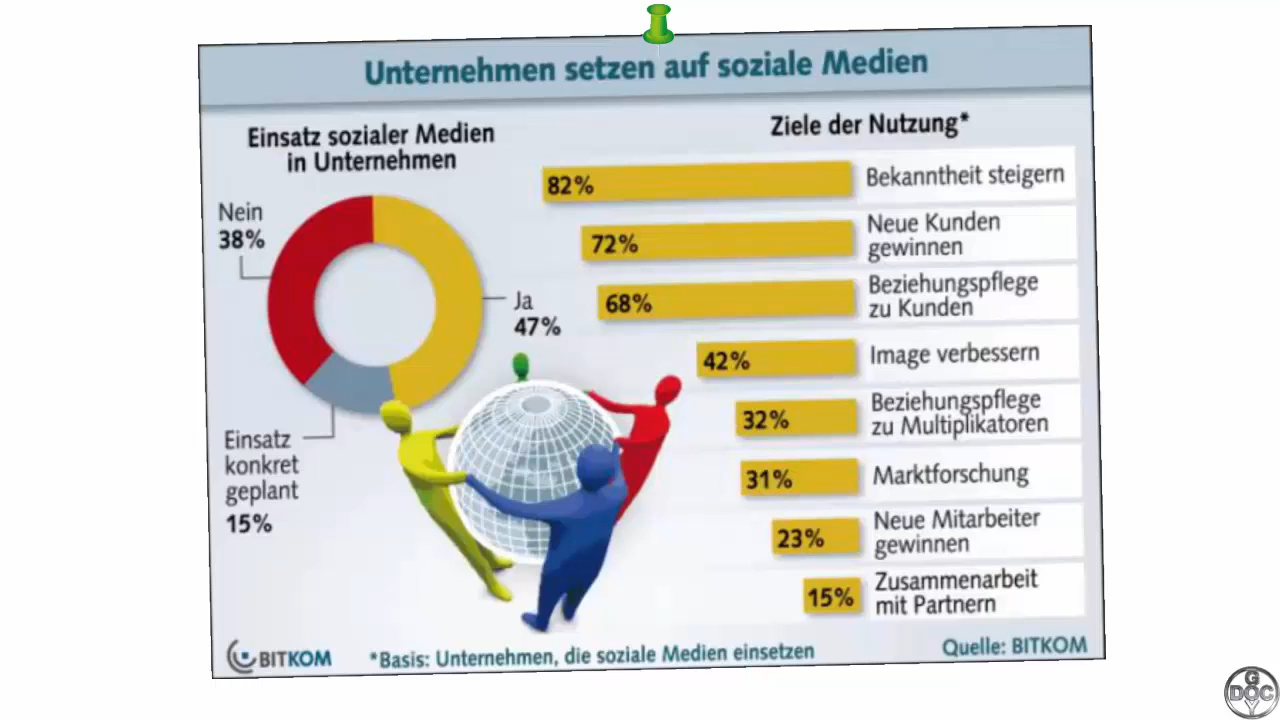 Unternehmen setzen auf soziale Medien
Einsatz sozialer Medien
in Unternehmen
Nein
38%
Ja
47%
Einsatz
konkret
geplant
15%
Ziele der Nutzung*
82%
Bekanntheit steigern
72%
Neue Kunden
gewinnen
68%
Beziehungspflege
zu Kunden
42%
Image verbessern
32%
Beziehungspflege
zu Multiplikatoren
31%
Marktforschung
23%
Neue Mitarbeiter
gewinnen
15%
Zusammenarbeit
mit Partnern
BITKOM
*Basis: Unternehmen, die soziale Medien einsetzen
Quelle: BITKOM
G
DOC
Y